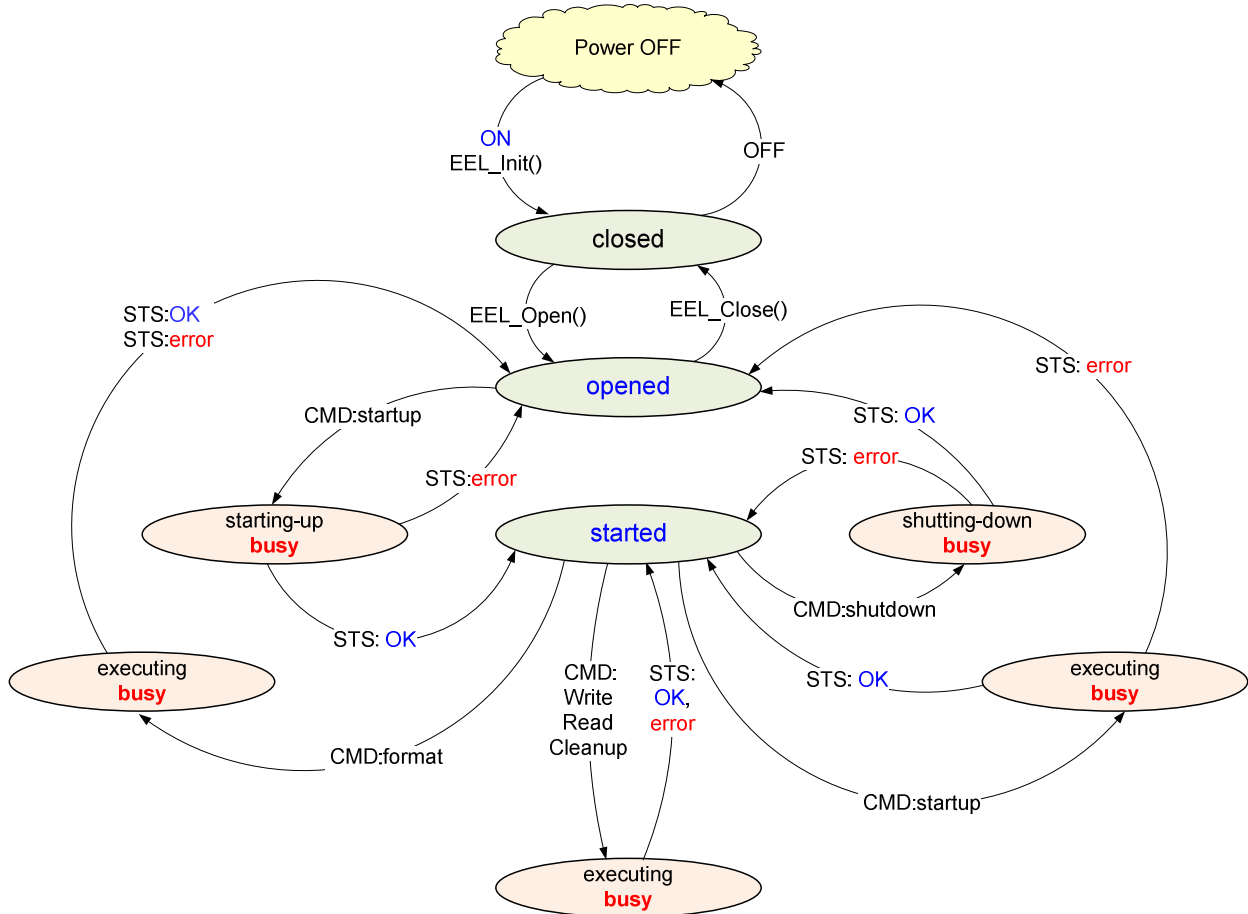 Power OFF
ON
EEL_Init()
OFF
closed
EEL_Open()
EEL_Close()
STS:OK
STS:error
STS: error
opened
CMD:startup
STS: OK
STS:error
STS: error
starting-up
busy
started
shutting-down
busy
CMD:shutdown
STS: OK
executing
busy
CMD:
Write
Read
Cleanup
STS:
OK,
error
STS: OK
executing
busy
CMD:format
CMD:startup
executing
busy